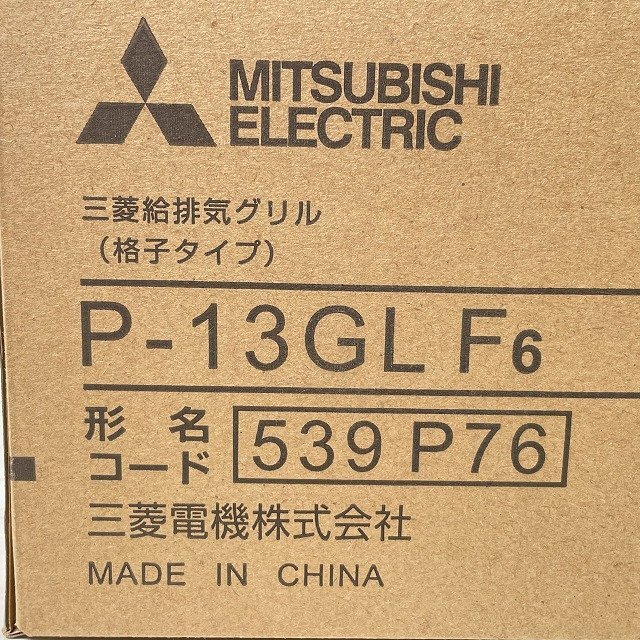 MITSUBISHI
ELECTRIC
三菱給排気グリル
（格子タイプ）
P-13GL F6
形 名
コード 539 P76
三菱電機株式会社
MADE IN CHINA